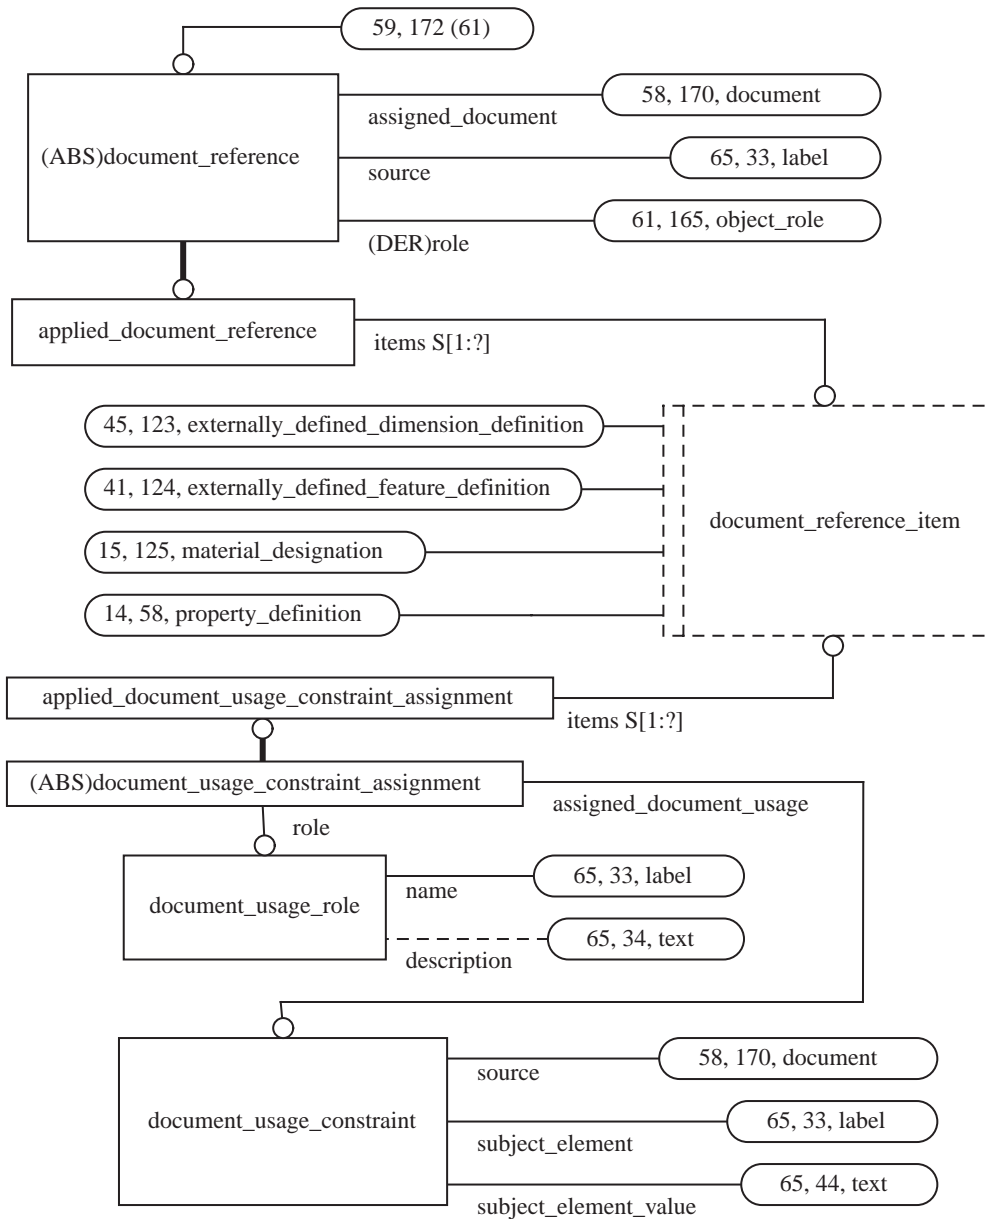 59, 172 (61)
58, 170, document
assigned_document
(ABS)document_reference
65, 33, label
source
61, 165, object_role
(DER)role
applied_document_reference
items S[1:?]
45, 123, externally_defined_dimension_definition
41, 124, externally_defined_feature_definition
document_reference_item
15, 125, material_designation
14, 58, property_definition
applied_document_usage_constraint_assignment
items S[1:?]
(ABS)document_usage_constraint_assignment
assigned_document_usage
role
65, 33, label
name
document_usage_role
65, 34, text
description
58, 170, document
source
document_usage_constraint
65, 33, label
subject_element
65, 44, text
subject_element_value